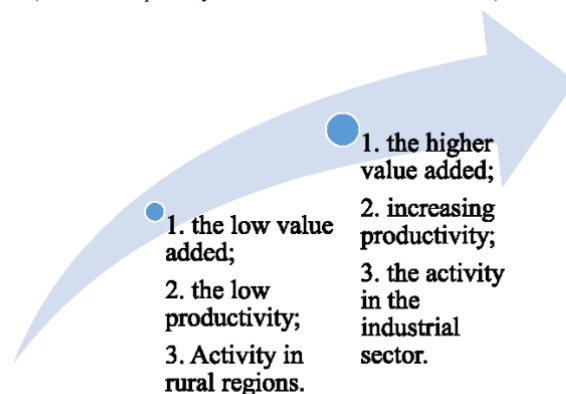 1. the low value
added;
2. the low
productivity;
3. Activity in
rural regions.
1. the higher
value added;
2. increasing
productivity;
3. the activity
in the
industrial
sector.